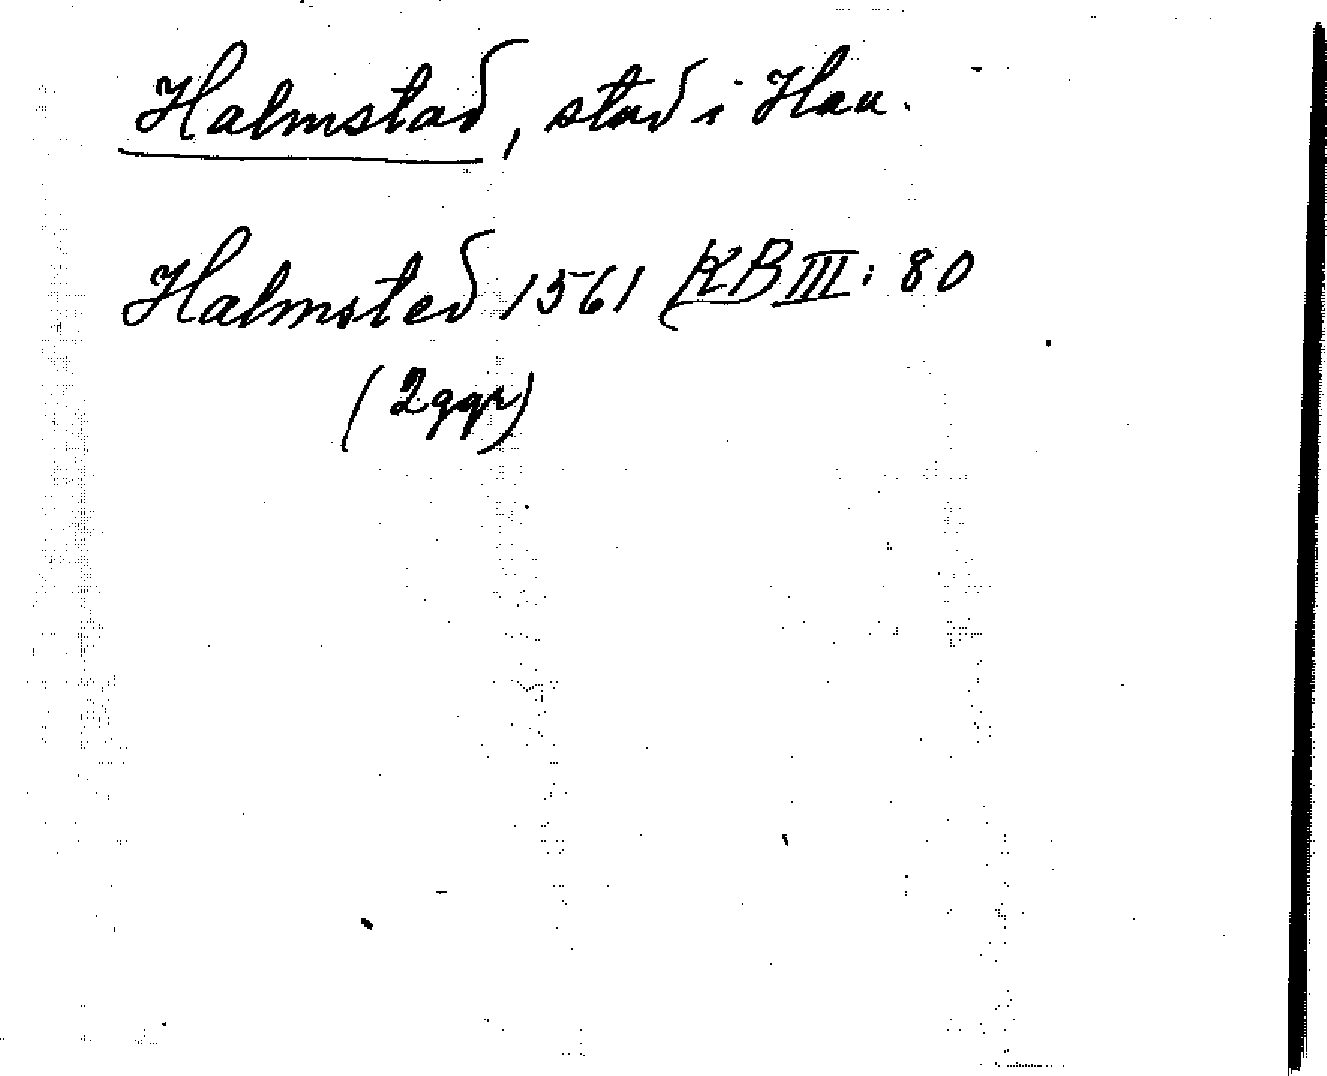 Halmstad, stad i Hall.
Halmsted 1561 KB III: 80
(2 ggr)